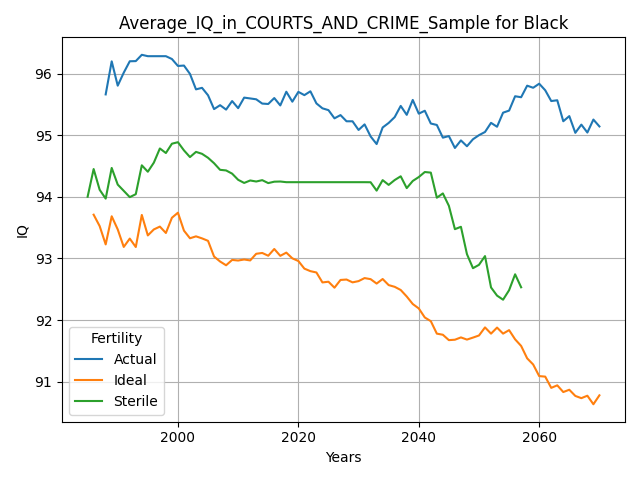 Average_IQ_in_COURTS_AND_CRIME_Sample for Black
96
95
94
93
92
91
IQ
Fertility
Actual
Ideal
Sterile
2000 2020 2040 2060
Years